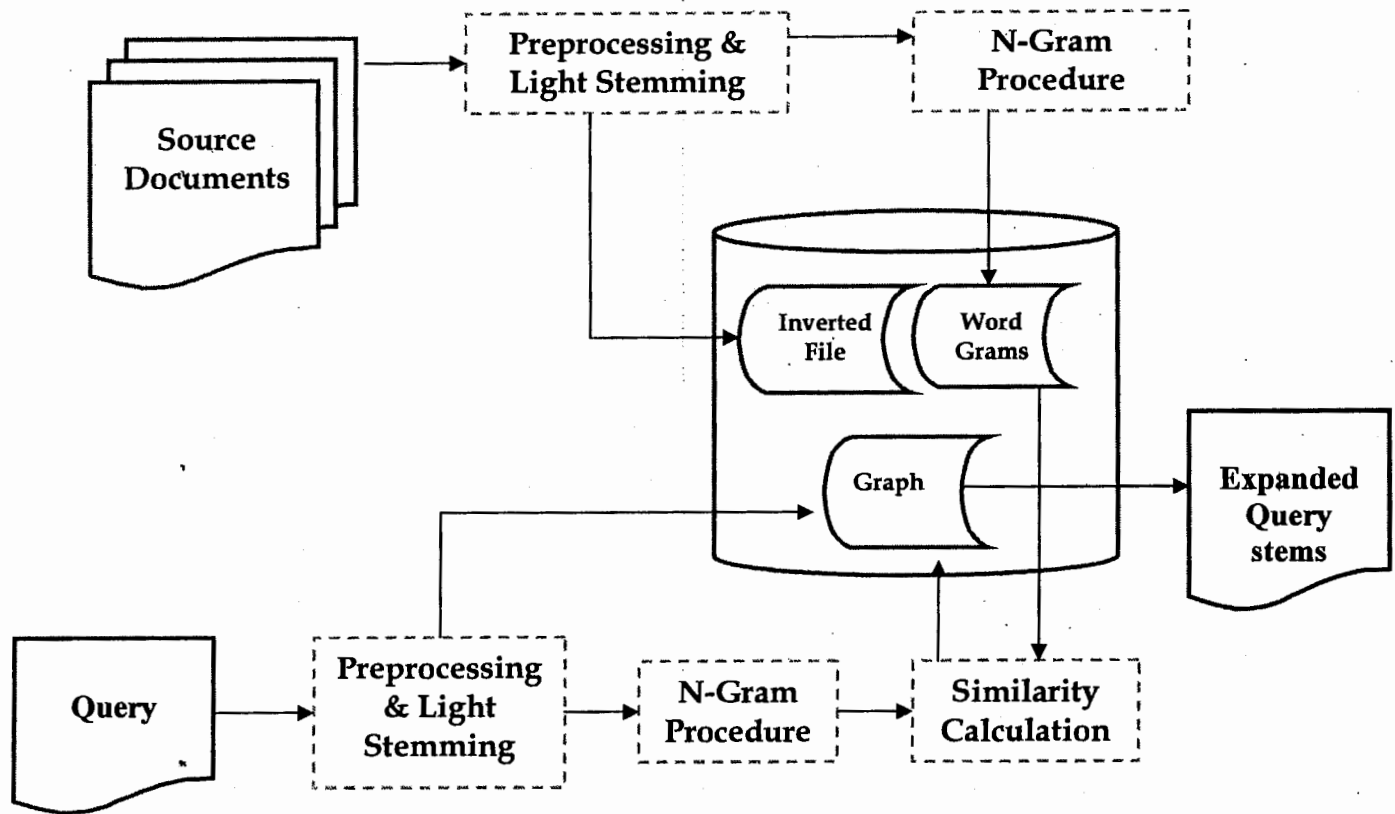 Preprocessing &
Light Stemming
N-Gram
Procedure
Source
Documents
Inverted
File
Word
Grams
Graph
Expanded
Query
stems
Query
Preprocessing
& Light
Stemming
N-Gram
Procedure
Similarity
Calculation